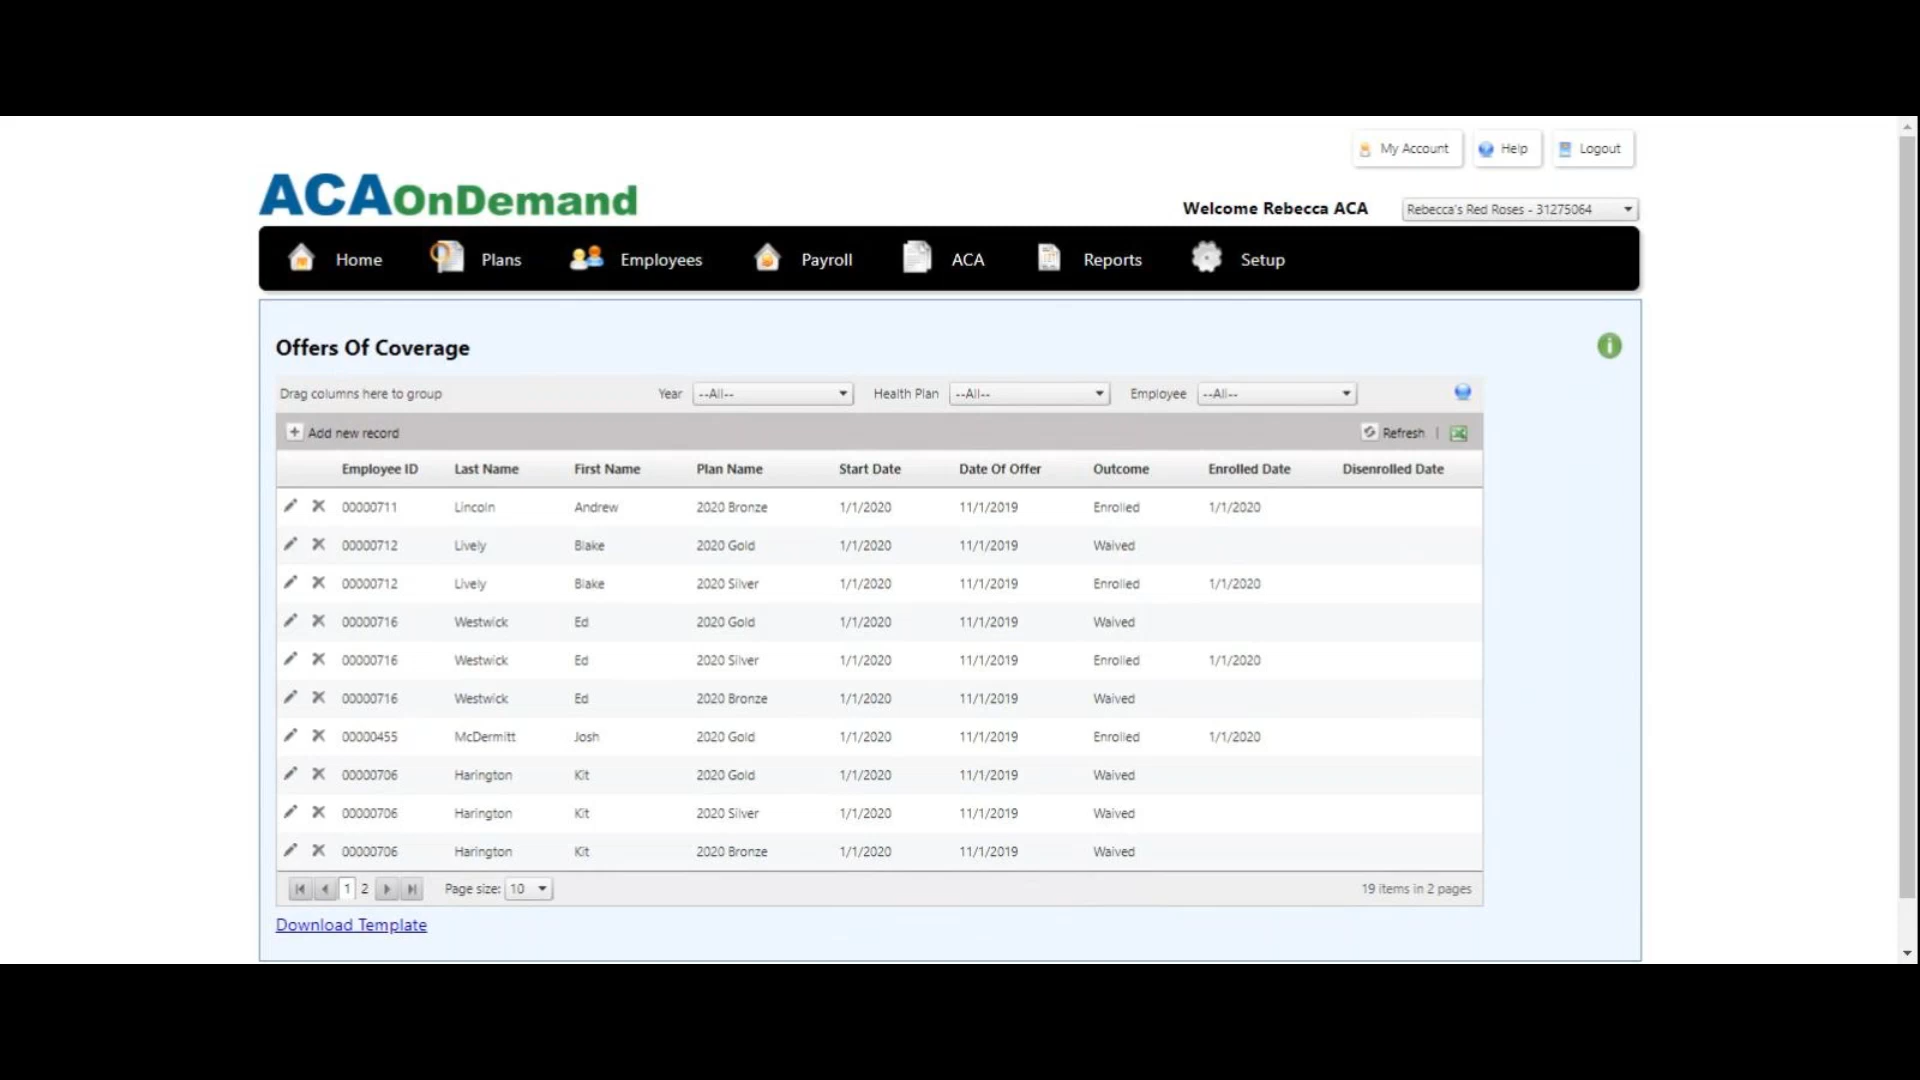 My Account Help Logout
ACAOnDemand
Welcome Rebecca ACA Rebecca's Red Roses - 31275064
Home Plans Employees Payroll ACA Reports Setup
Offers Of Coverage
Drag columns here to group Year --All-- Health Plan --All-- Employee --All--
+ Add new record Refresh |
Employee ID Last Name First Name Plan Name Start Date Date Of Offer Outcome Enrolled Date Disenrolled Date
00000711 Lincoln Andrew 2020 Bronze 1/1/2020 11/1/2019 Enrolled 1/1/2020
00000712 Lively Blake 2020 Gold 1/1/2020 11/1/2019 Waived
00000712 Lively Blake 2020 Silver 1/1/2020 11/1/2019 Enrolled 1/1/2020
00000716 Westwick Ed 2020 Gold 1/1/2020 11/1/2019 Waived
00000716 Westwick Ed 2020 Silver 1/1/2020 11/1/2019 Enrolled 1/1/2020
00000716 Westwick Ed 2020 Bronze 1/1/2020 11/1/2019 Waived
00000455 McDermitt Josh 2020 Gold 1/1/2020 11/1/2019 Enrolled 1/1/2020
00000706 Harington Kit 2020 Gold 1/1/2020 11/1/2019 Waived
00000706 Harington Kit 2020 Silver 1/1/2020 11/1/2019 Waived
00000706 Harington Kit 2020 Bronze 1/1/2020 11/1/2019 Waived
1 2 Page size: 10 19 items in 2 pages
Download Template